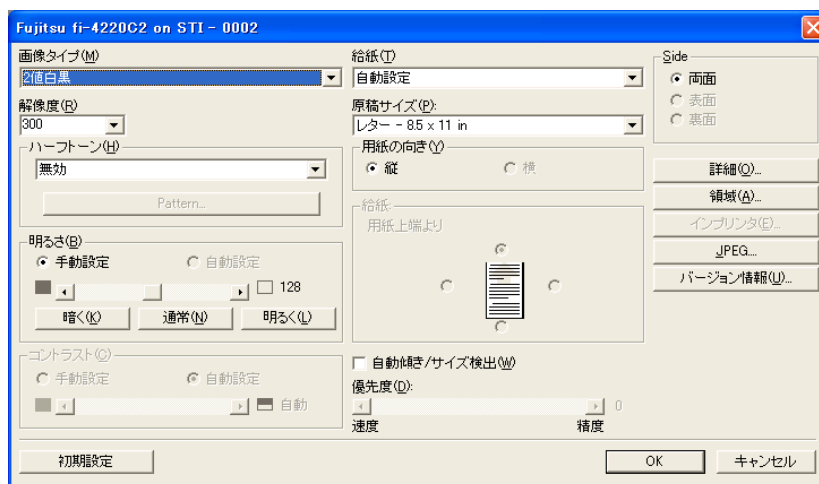 Fujitsu fi-4220C2 on STI - 0002
画像タイプ(M)
2値白黒
解像度(R)
300
ハーフトーン(H)
無効
Pattern...
明るさ(B)
手動設定 自動設定
128
暗く(K) 通常(N) 明るく(L)
コントラスト(C)
手動設定 自動設定
自動
初期設定
給紙(T)
自動設定
原稿サイズ(P):
レター - 8.5 x 11 in
用紙の向き(Y)
縦 横
給紙
用紙上端より
自動傾き/サイズ検出(W)
優先度(D):
0
速度 精度
Side
両面
表面
裏面
詳細(O)...
領域(A)...
インプリンタ(E)...
JPEG...
バージョン情報(U)...
OK キャンセル